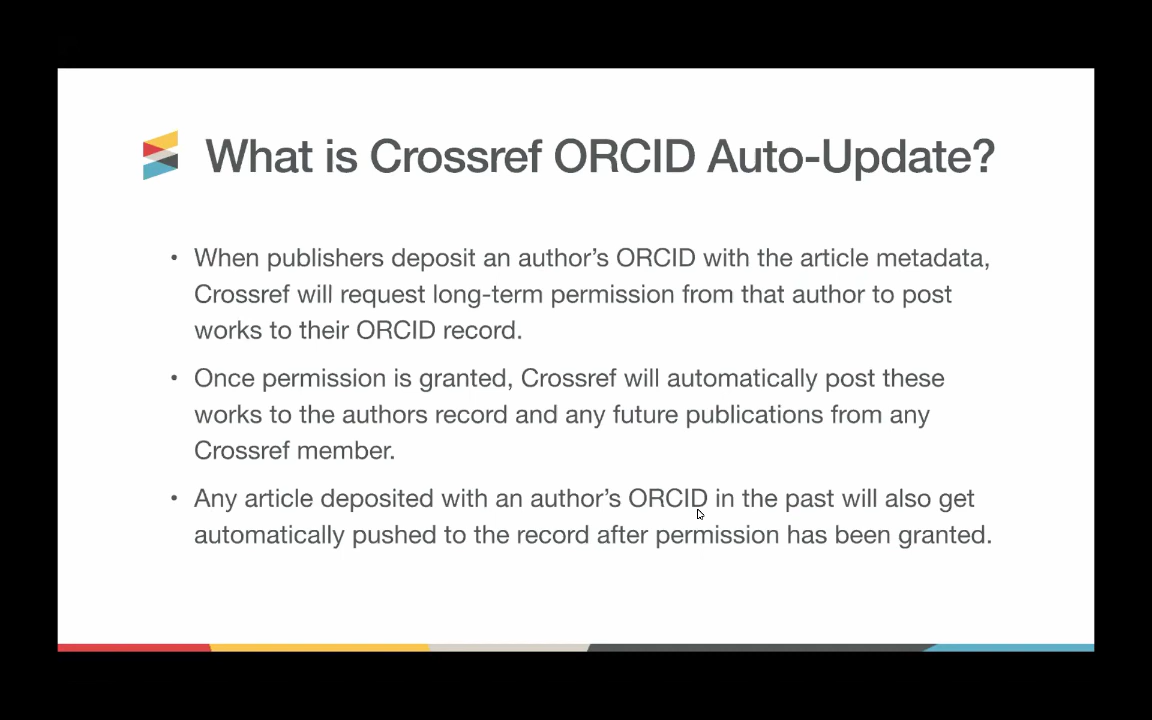 What is Crossref ORCID Auto-Update?
• When publishers deposit an author’s ORCID with the article metadata,
Crossref will request long-term permission from that author to post
works to their ORCID record.
• Once permission is granted, Crossref will automatically post these
works to the authors record and any future publications from any
Crossref member.
• Any article deposited with an author’s ORCID in the past will also get
automatically pushed to the record after permission has been granted.